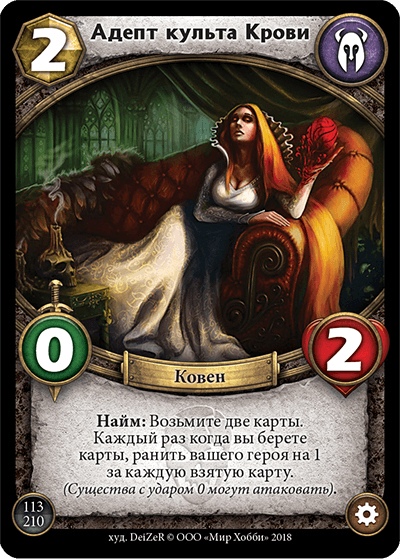 2
Адепт культа Крови
0
2
Ковен
Найм: Возьмите две карты.
Каждый раз когда вы берете
карты, ранить вашего героя на 1
за каждую взятую карту.
(Существа с ударом 0 могут атаковать).
113
210
худ. DeiZeR © ООО «Мир Хобби» 2018